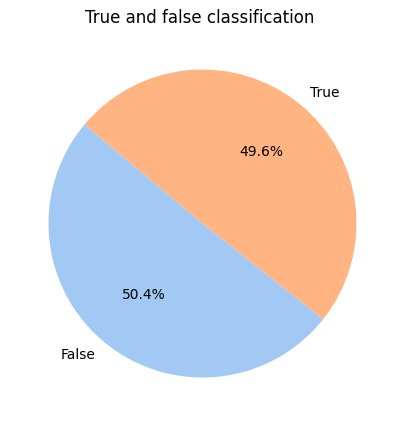 True and false classification
True
49.6%
50.4%
False